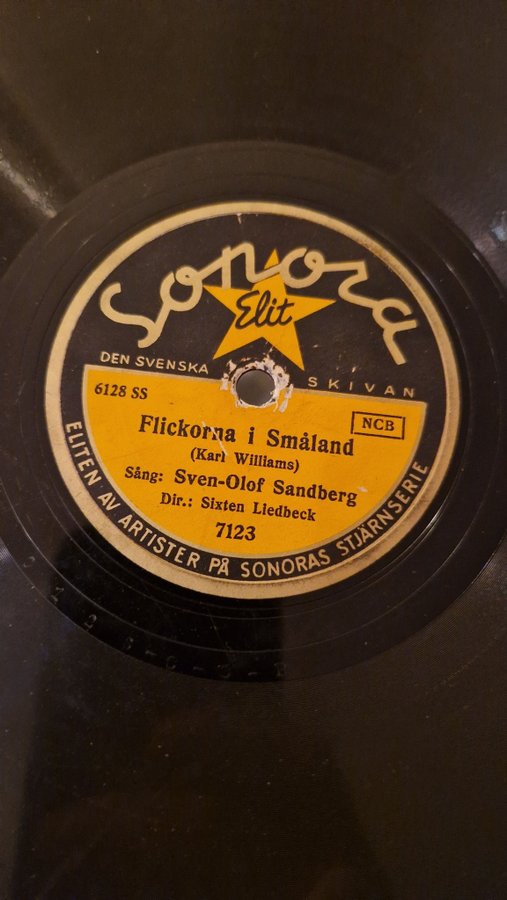 Sonora
Elit
DEN SVENSKA SKIVAN
6128 SS
NCB
Flickorna i Småland
(Karl Williams)
Sång: Sven-Olof Sandberg
Dir.: Sixten Liedbeck
7123
ELITEN AV ARTISTER PÅ SONORAS STJÄRNSERIE